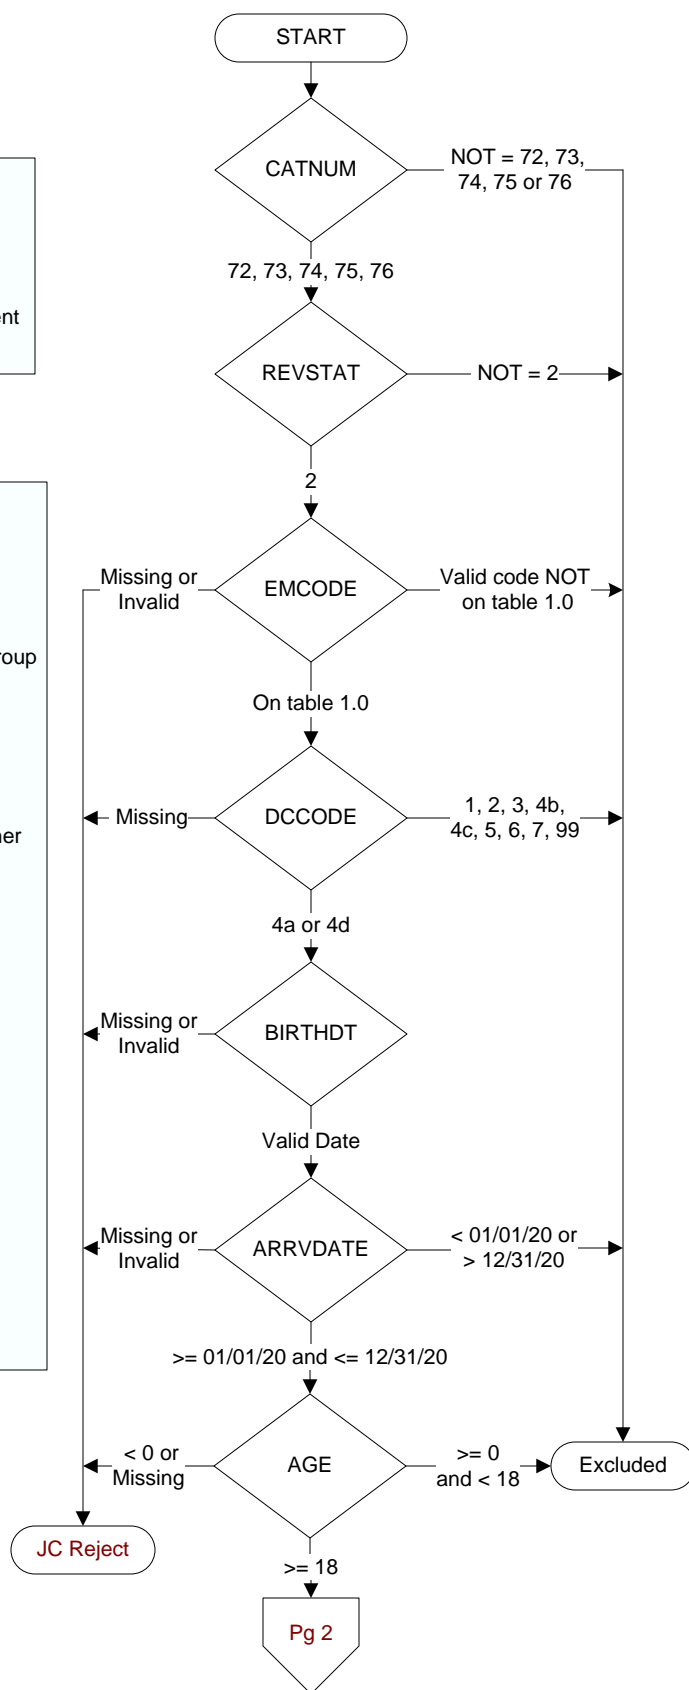 START
CATNUM
NOT = 72, 73,
74, 75 or 76
72, 73, 74, 75, 76
ent
REVSTAT
NOT = 2
2
Missing or
Invalid
EMCODE
Valid code NOT
on table 1.0
roup
On table 1.0
Missing
DCCODE
1, 2, 3, 4b,
4c, 5, 6, 7, 99
ner
4a or 4d
Missing or
Invalid
BIRTHDT
Valid Date
Missing or
Invalid
ARRVDATE
< 01/01/20 or
> 12/31/20
>= 01/01/20 and <= 12/31/20
< 0 or
Missing
AGE
>= 0
and < 18
Excluded
JC Reject
>= 18
Pg 2